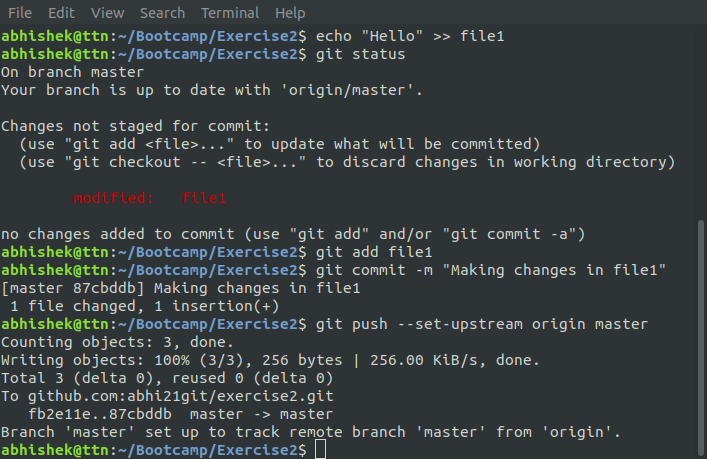 File Edit View Search Terminal Help
abhishek@ttn:~/Bootcamp/Exercise2$ echo "Hello" >> file1
abhishek@ttn:~/Bootcamp/Exercise2$ git status
On branch master
Your branch is up to date with 'origin/master'.
Changes not staged for commit:
  (use "git add <file>..." to update what will be committed)
  (use "git checkout -- <file>..." to discard changes in working directory)
        modified:   file1
no changes added to commit (use "git add" and/or "git commit -a")
abhishek@ttn:~/Bootcamp/Exercise2$ git add file1
abhishek@ttn:~/Bootcamp/Exercise2$ git commit -m "Making changes in file1"
[master 87cbddb] Making changes in file1
 1 file changed, 1 insertion(+)
abhishek@ttn:~/Bootcamp/Exercise2$ git push --set-upstream origin master
Counting objects: 3, done.
Writing objects: 100% (3/3), 256 bytes | 256.00 KiB/s, done.
Total 3 (delta 0), reused 0 (delta 0)
To github.com:abhi21git/exercise2.git
   fb2e11e..87cbddb  master -> master
Branch 'master' set up to track remote branch 'master' from 'origin'.
abhishek@ttn:~/Bootcamp/Exercise2$